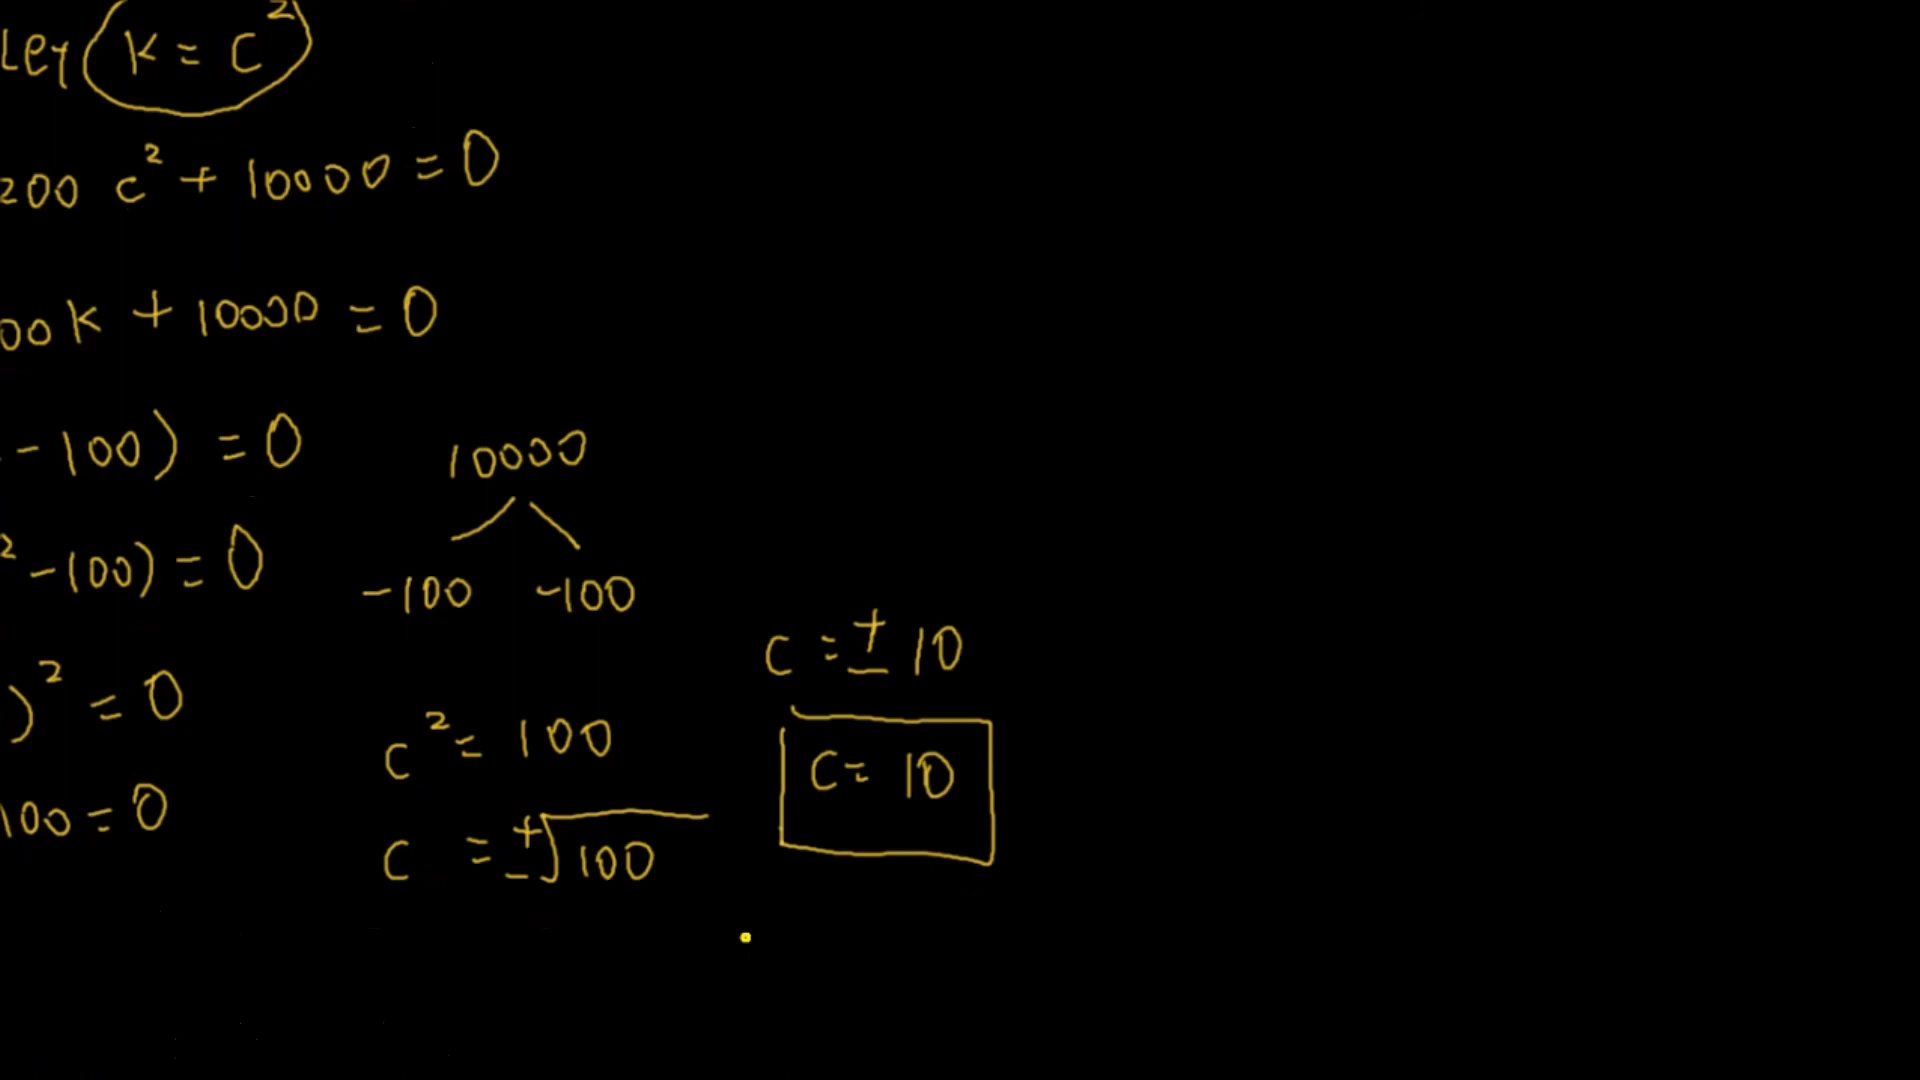 Let K = C²
200 c² + 10000 = 0
00K + 10000 = 0
-100) = 0
² -100) = 0
)² = 0
100 = 0
10000
-100 -100
c² = 100
c = ±√100
c = ± 10
C = 10